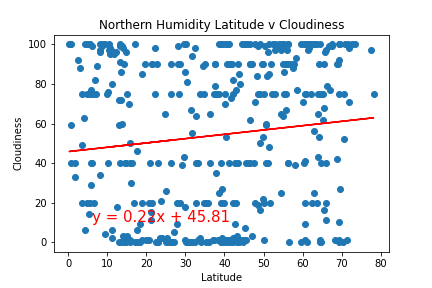 Northern Humidity Latitude v Cloudiness
100
80
60
40
20
0
Cloudiness
y = 0.22x + 45.81
0 10 20 30 40 50 60 70 80
Latitude